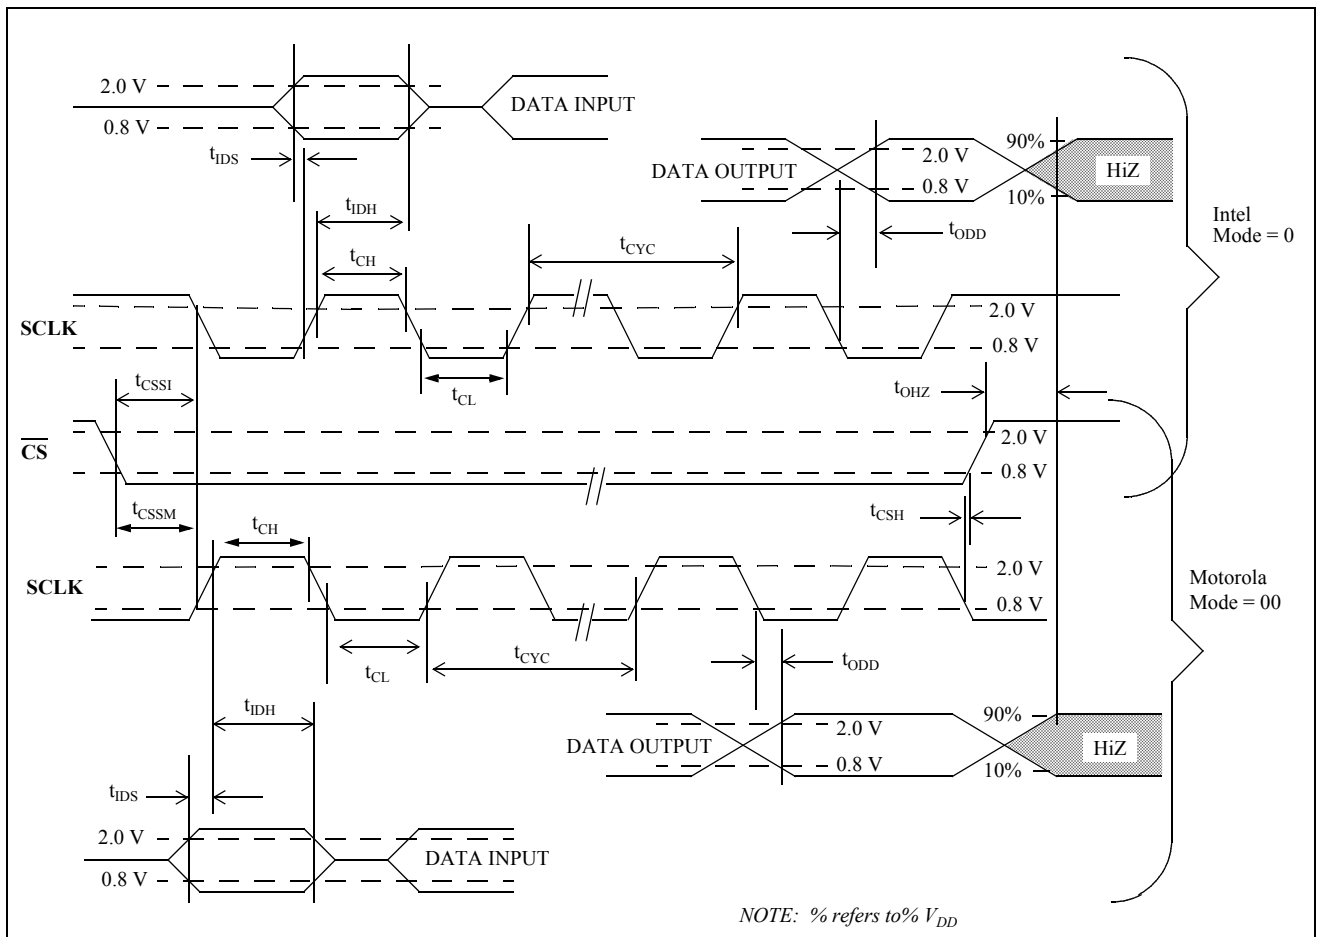 2.0 V
DATA INPUT
0.8 V
tIDS
90%
2.0 V
DATA OUTPUT
HiZ
0.8 V
10%
tIDH
Intel
Mode = 0
tODD
tCYC
tCH
2.0 V
SCLK
0.8 V
tCSSI
tCL
tOHZ
2.0 V
CS
0.8 V
tCSSM
tCH
tCSH
2.0 V
SCLK
0.8 V
Motorola
Mode = 00
tCYC
tODD
tCL
tIDH
90%
2.0 V
DATA OUTPUT
HiZ
0.8 V
10%
tIDS
2.0 V
DATA INPUT
0.8 V
NOTE: % refers to% VDD